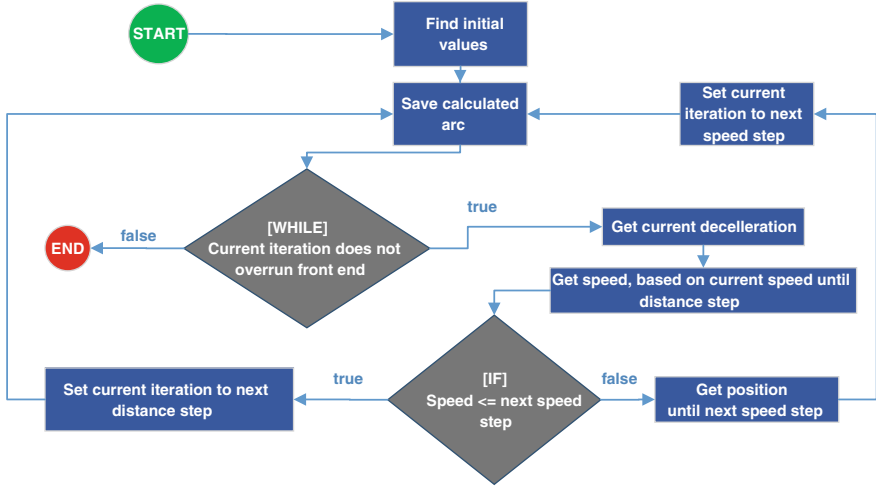 START
Find initial
values
Save calculated
arc
Set current
iteration to next
speed step
[WHILE]
Current iteration does not
overrun front end
true
false
END
Get current decelleration
Get speed, based on current speed until
distance step
[IF]
Speed <= next speed
step
true
false
Set current iteration to next
distance step
Get position
until next speed step